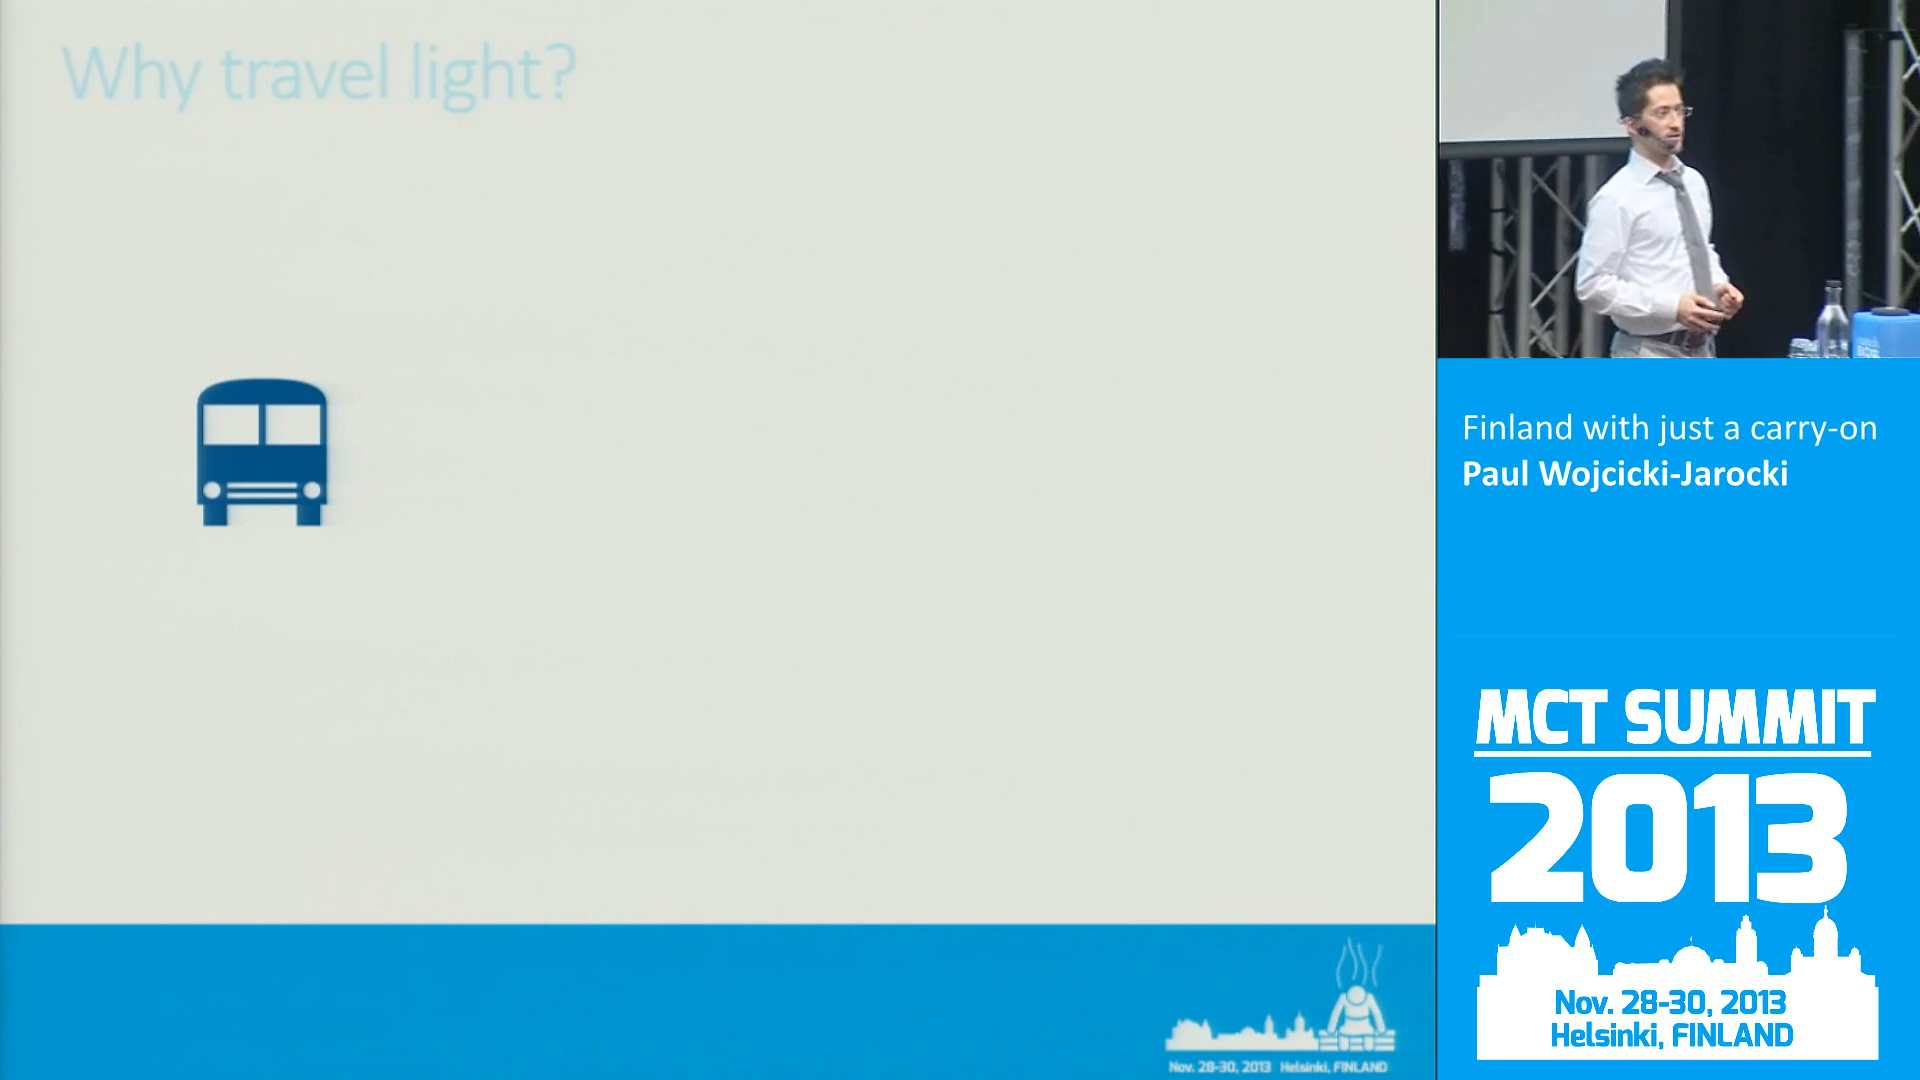 Why travel light?
Nov. 28-30, 2013 Helsinki, FINLAND
Finland with just a carry-on
Paul Wojcicki-Jarocki
MCT SUMMIT
2013
Nov. 28-30, 2013
Helsinki, FINLAND